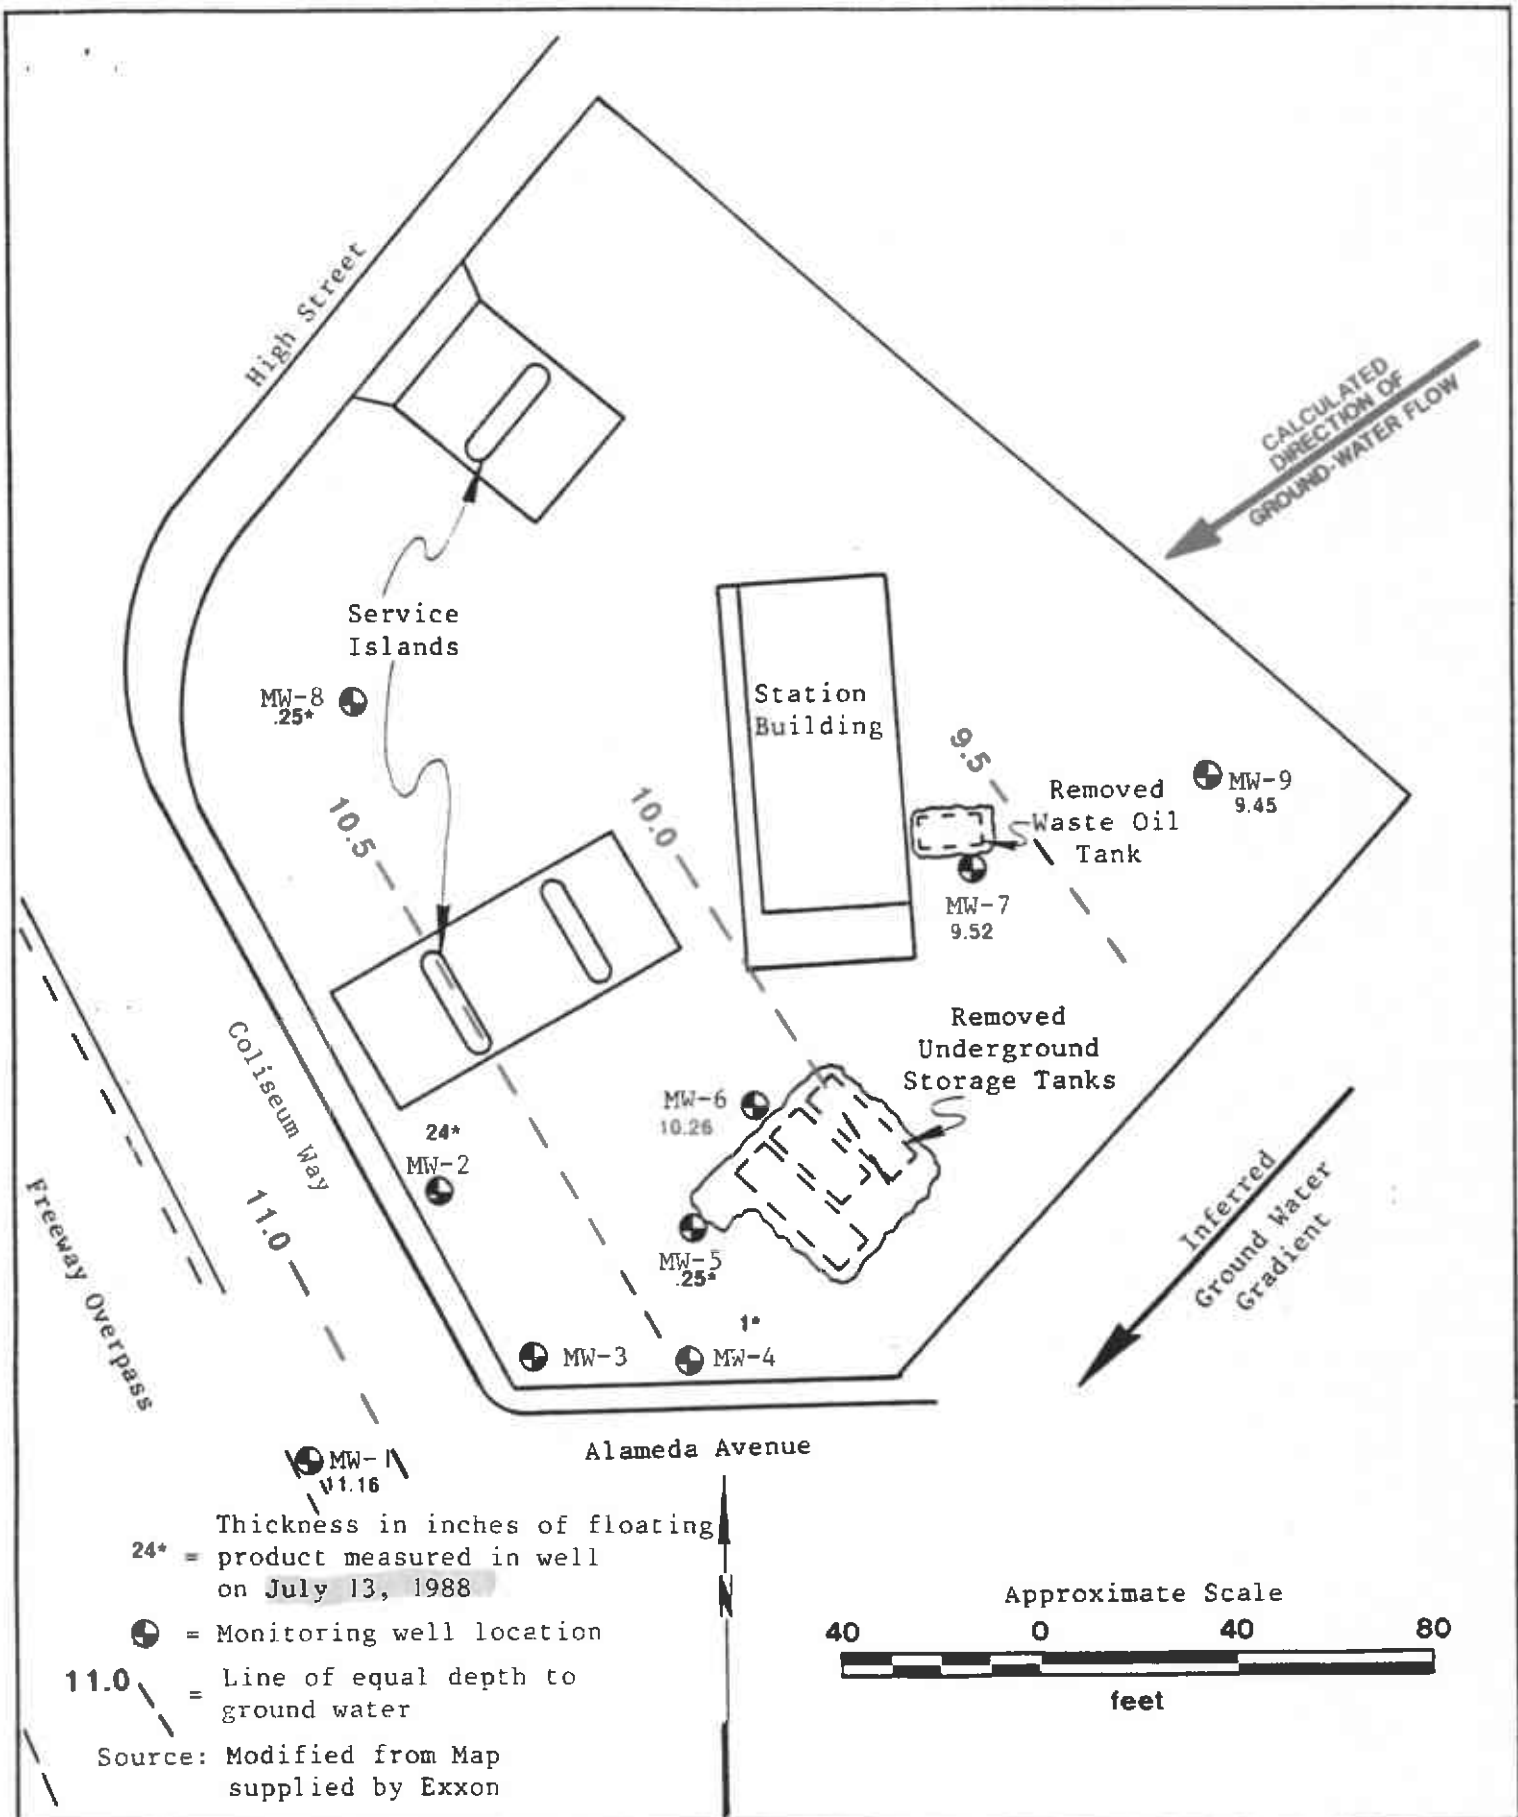 High Street
CALCULATED
DIRECTION OF
GROUND-WATER FLOW
Service
Islands
MW-8
.25*
Station
Building
9.5
MW-9
9.45
Removed
Waste Oil
Tank
10.5
10.0
MW-7
9.52
Removed
Underground
Storage Tanks
Coliseum Way
MW-6
10.26
24*
MW-2
11.0
Freeway Overpass
MW-5
.25*
Inferred
Ground Water
Gradient
1*
MW-3
MW-4
Alameda Avenue
MW-1
11.16
N
24* = Thickness in inches of floating
product measured in well
on July 13, 1988
= Monitoring well location
11.0 = Line of equal depth to
ground water
Source: Modified from Map
supplied by Exxon
Approximate Scale
40 0 40 80
feet